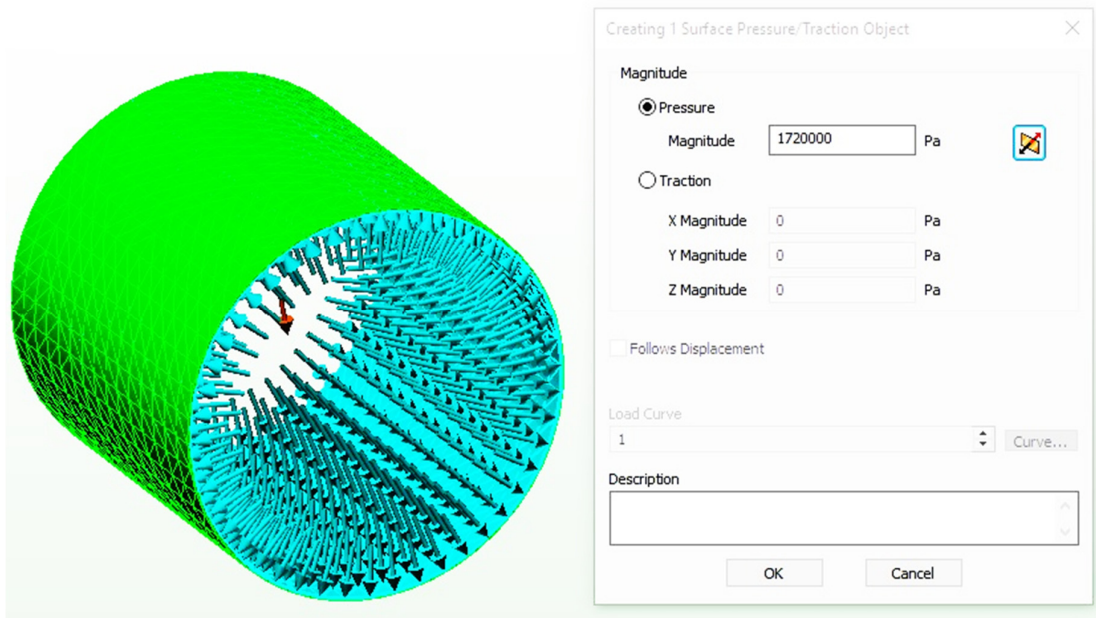 Creating 1 Surface Pressure/Traction Object
Magnitude
Pressure
Magnitude 1720000 Pa
Traction
X Magnitude 0 Pa
Y Magnitude 0 Pa
Z Magnitude 0 Pa
Follows Displacement
Load Curve
1 Curve...
Description
OK Cancel